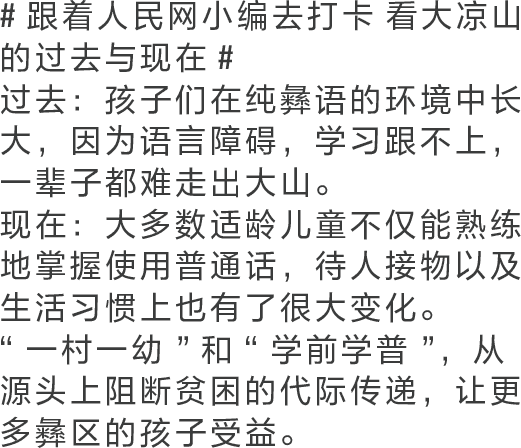 # 跟着人民网小编去打卡 看大凉山
的过去与现在 #
过去：孩子们在纯彝语的环境中长
大，因为语言障碍，学习跟不上，
一辈子都难走出大山。
现在：大多数适龄儿童不仅能熟练
地掌握使用普通话，待人接物以及
生活习惯上也有了很大变化。
“ 一村一幼 ” 和 “ 学前学普 ”，从
源头上阻断贫困的代际传递，让更
多彝区的孩子受益。